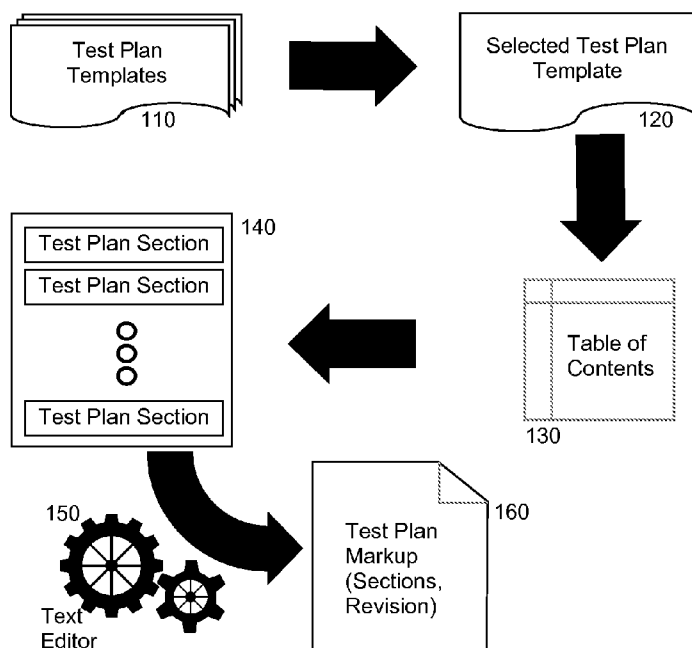 Test Plan
Templates
110
Selected Test Plan
Template
120
Test Plan Section
140
Test Plan Section
Test Plan Section
Table of
Contents
130
150
Text
Editor
Test Plan
Markup
(Sections,
Revision)
160